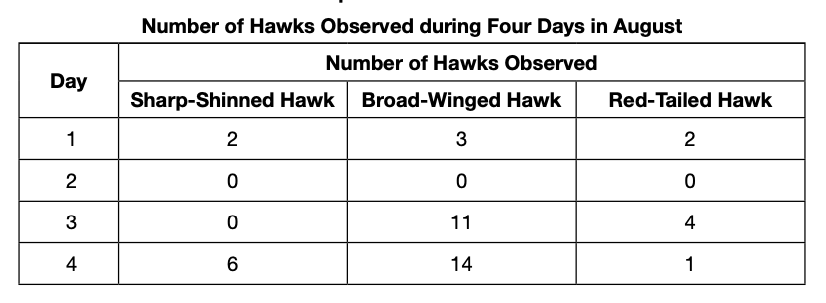 Number of Hawks Observed during Four Days in August
Day
Number of Hawks Observed
Sharp-Shinned Hawk Broad-Winged Hawk Red-Tailed Hawk
1 2 3 2
2 0 0 0
3 0 11 4
4 6 14 1